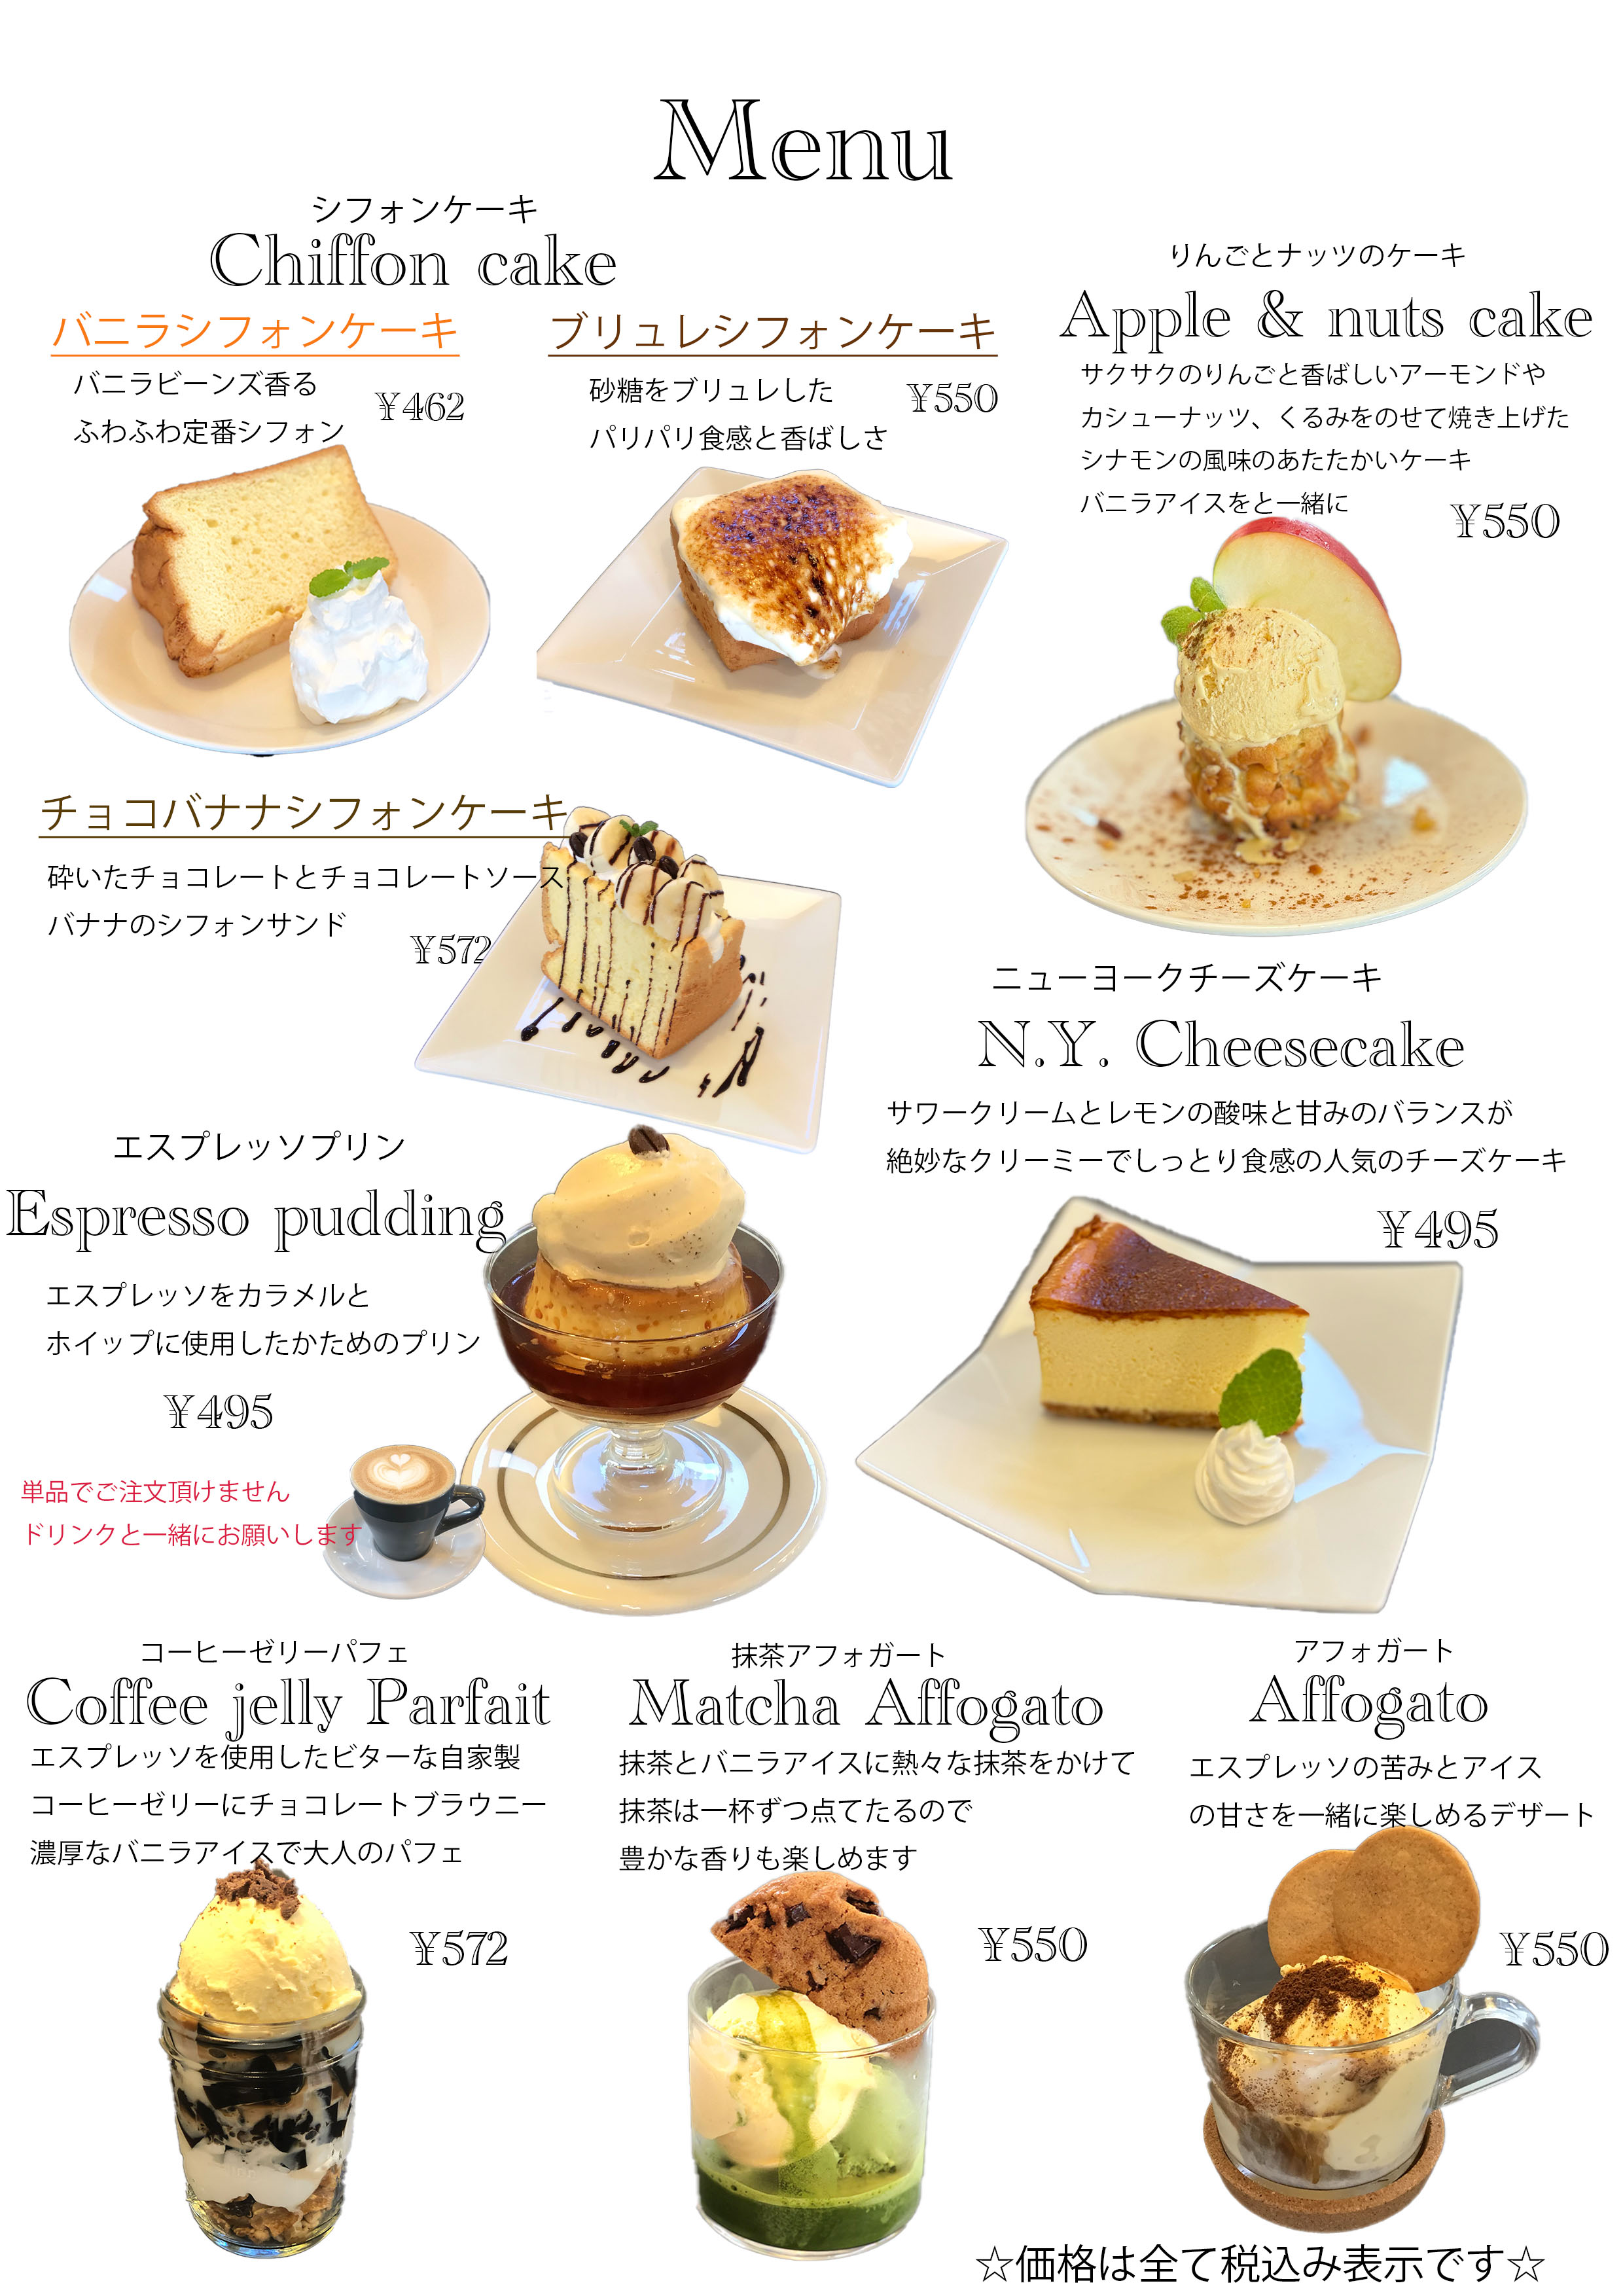 Menu
シフォンケーキ
Chiffon cake
バニラシフォンケーキ
バニラビーンズ香る
ふわふわ定番シフォン
¥462
ブリュレシフォンケーキ
砂糖をブリュレした
パリパリ食感と香ばしさ
¥550
りんごとナッツのケーキ
Apple & nuts cake
サクサクのりんごと香ばしいアーモンドや
カシューナッツ、くるみをのせて焼き上げた
シナモンの風味のあたたかいケーキ
バニラアイスをと一緒に
¥550
チョコバナナシフォンケーキ
砕いたチョコレートとチョコレートソース
バナナのシフォンサンド
¥572
ニューヨークチーズケーキ
N.Y. Cheesecake
サワークリームとレモンの酸味と甘みのバランスが
絶妙なクリーミーでしっとり食感の人気のチーズケーキ
¥495
エスプレッソプリン
Espresso pudding
エスプレッソをカラメルと
ホイップに使用したかためのプリン
¥495
単品でご注文頂けません
ドリンクと一緒にお願いします
コーヒーゼリーパフェ
Coffee jelly Parfait
エスプレッソを使用したビターな自家製
コーヒーゼリーにチョコレートブラウニー
濃厚なバニラアイスで大人のパフェ
¥572
抹茶アフォガート
Matcha Affogato
抹茶とバニラアイスに熱々な抹茶をかけて
抹茶は一杯ずつ点てたるので
豊かな香りも楽しめます
¥550
アフォガート
Affogato
エスプレッソの苦みとアイス
の甘さを一緒に楽しめるデザート
¥550
☆価格は全て税込み表示です☆